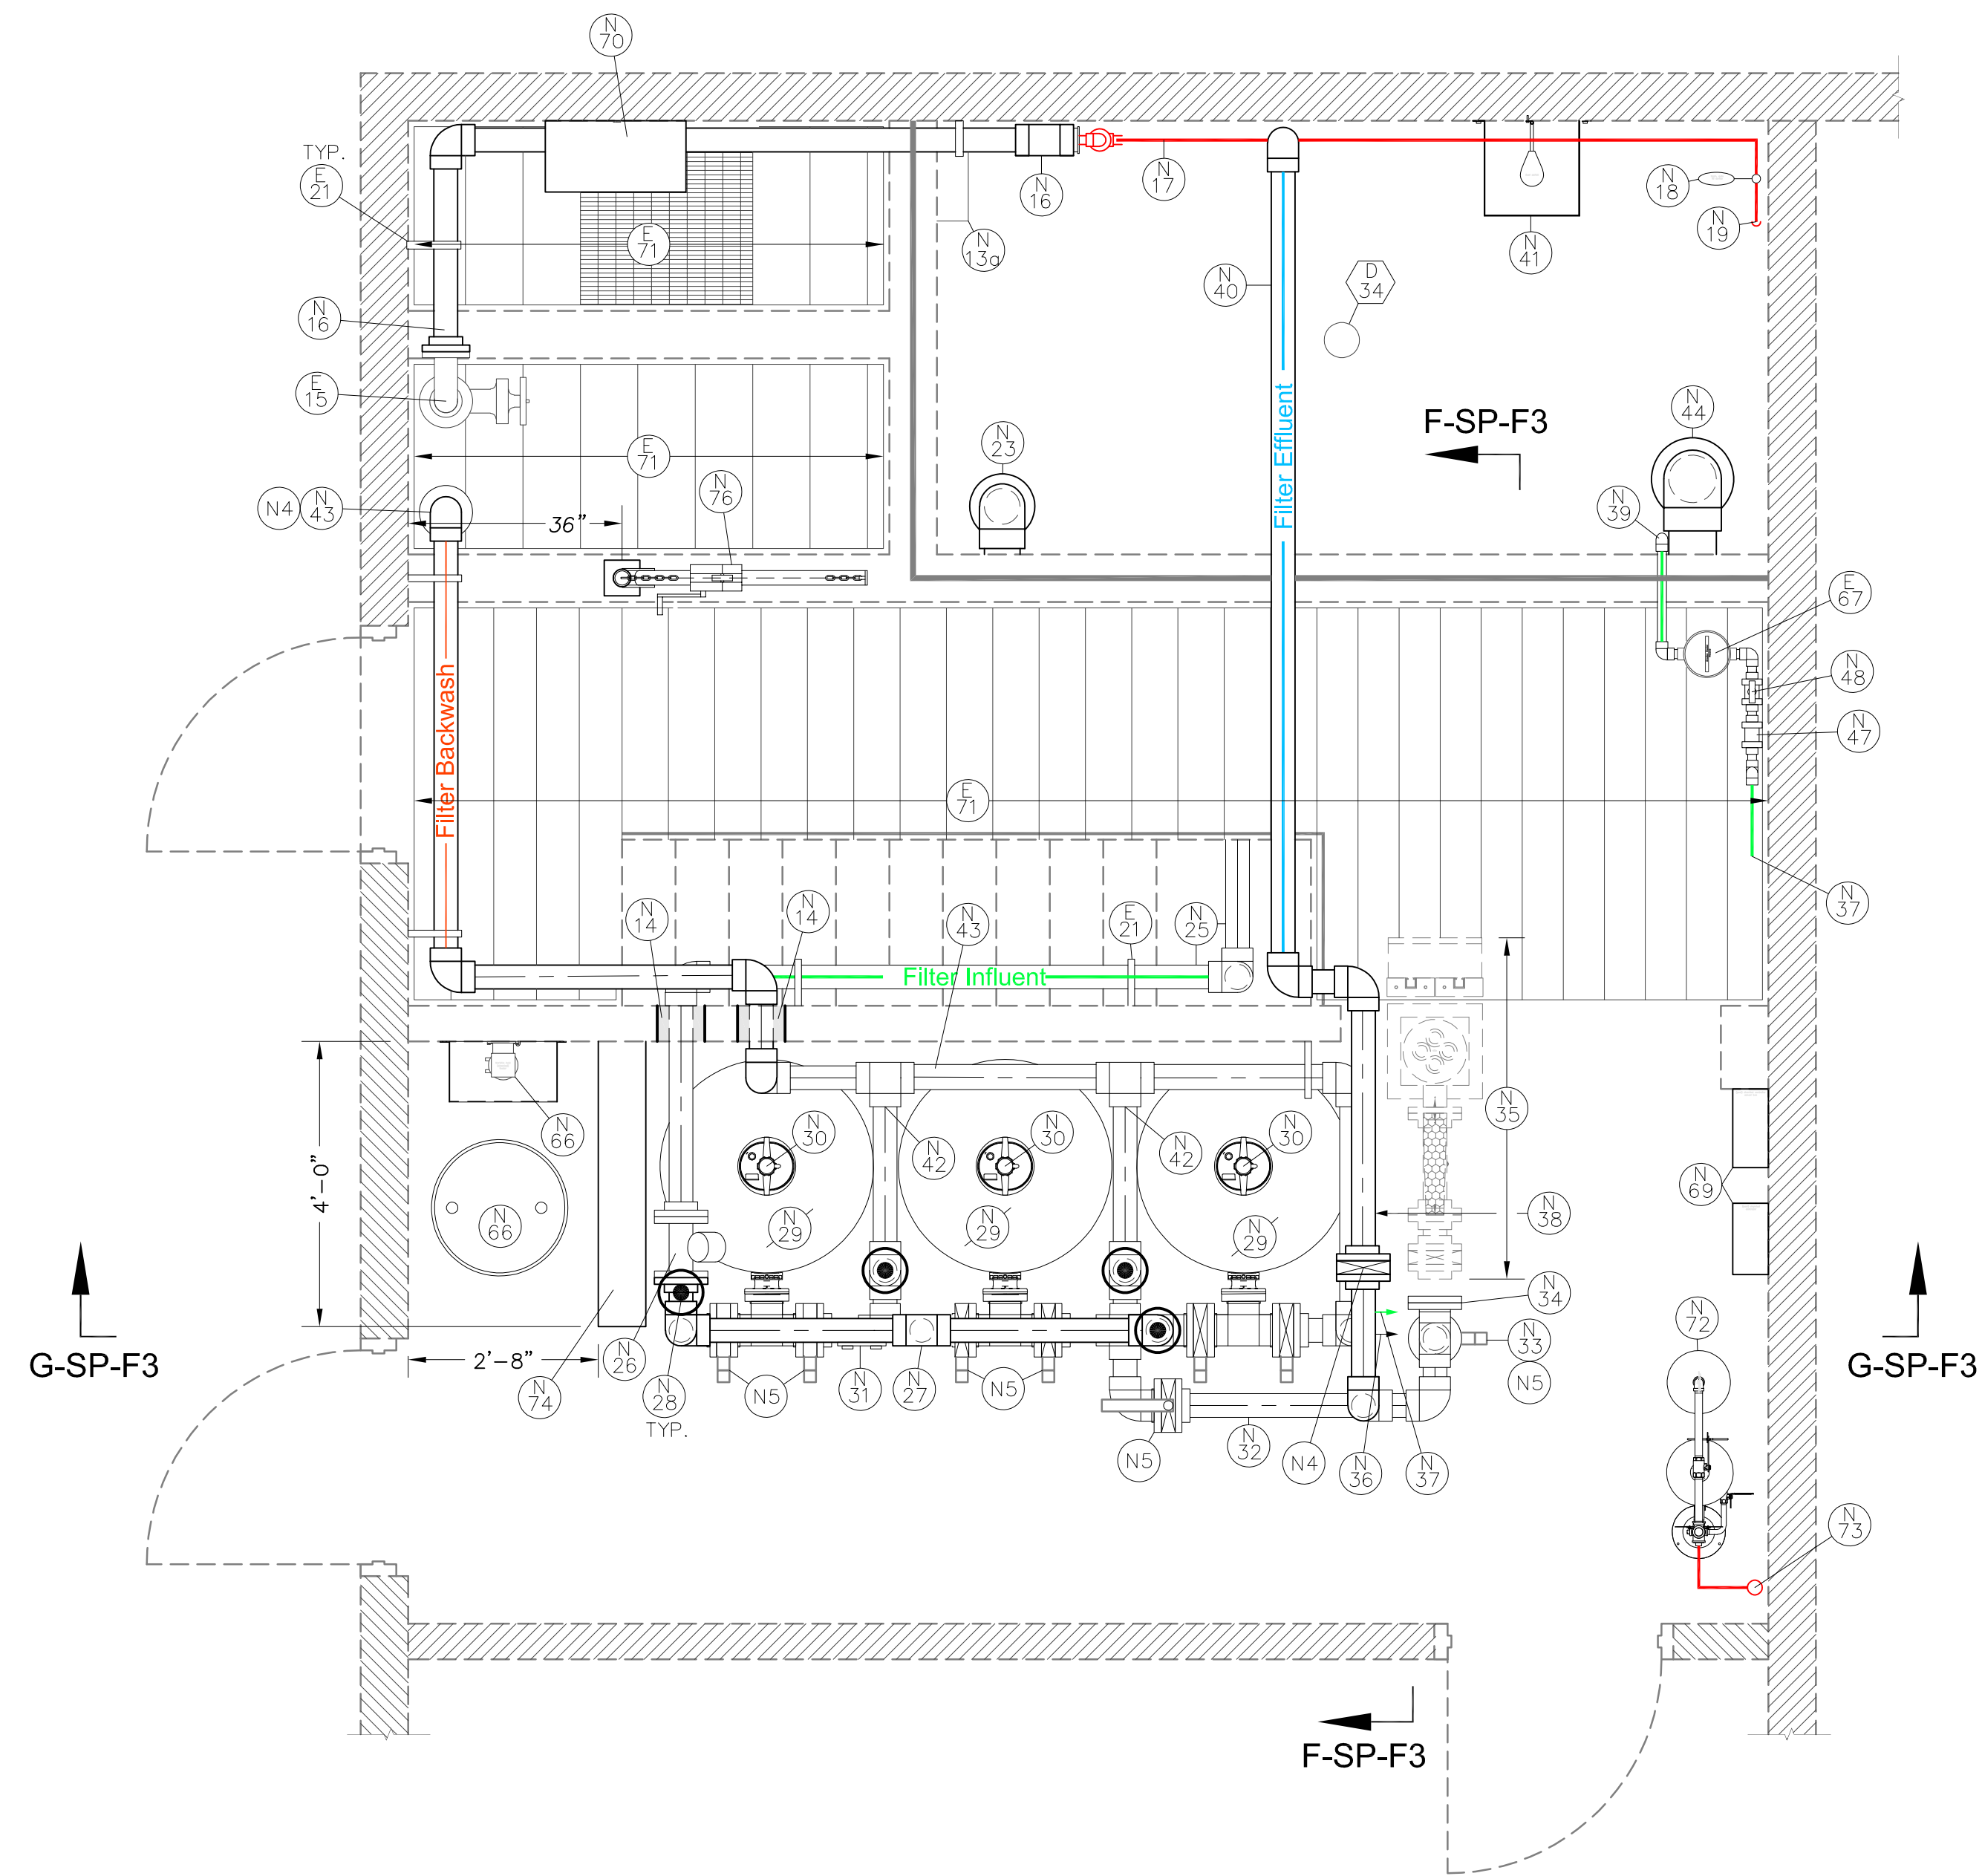 N
70
TYP.
E
21
N
16
N
17
N
18
N
19
N
41
E
71
N
13a
N
40
D
34
N
16
E
15
N
23
F-SP-F3
N
44
E
71
N
76
N
39
N4
N
43
36"
Filter Effluent
E
67
N
48
N
47
Filter Backwash
E
71
N
37
N
14
N
14
N
43
E
21
N
25
Filter Influent
4'-0"
N
66
N
30
N
42
N
30
N
42
N
30
N
35
N
69
N
66
N
29
N
29
N
29
N
38
N
34
N
72
N
33
N5
G-SP-F3
2'-8"
N
74
N
26
N
28
TYP.
N5
N
31
N
27
N5
N5
N
32
N4
N
36
N
37
G-SP-F3
N
73
F-SP-F3